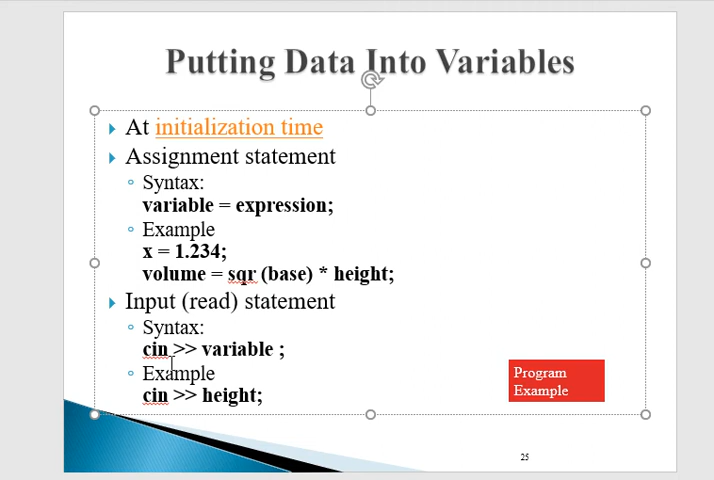 Putting Data Into Variables
At initialization time
Assignment statement
Syntax:
variable = expression;
Example
x = 1.234;
volume = sqr (base) * height;
Input (read) statement
Syntax:
cin >> variable ;
Example
cin >> height;
Program
Example
25